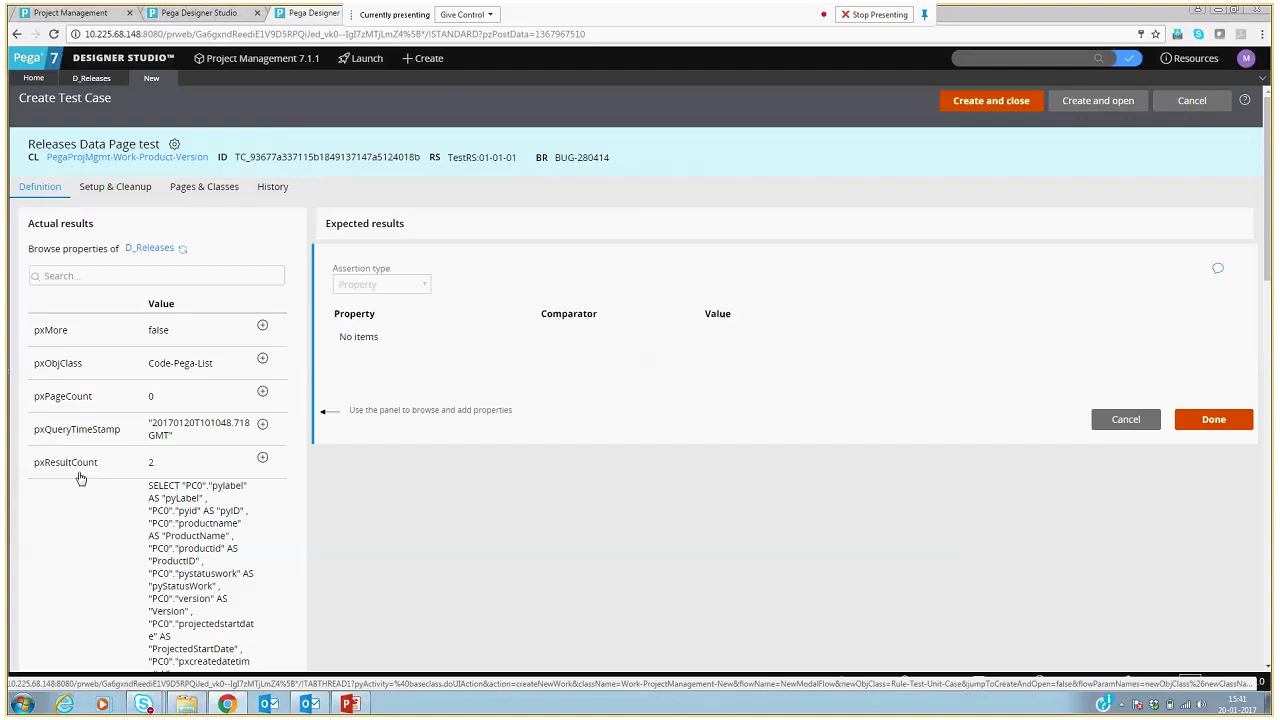 Project Management
Pega Designer Studio
Pega Designer
Currently presenting
Give Control
Stop Presenting
10.225.68.148:8080/prweb/Ga6gxndReediE1V9D5RPQiJed_vk0--IgI7zMTjLmZ4%5B*/!STANDARD?pzPostData=1367967510
Pega 7 DESIGNER STUDIO™ Project Management 7.1.1 Launch Create Resources M
Home D_Releases New
Create Test Case
Create and close Create and open Cancel
Releases Data Page test
CL PegaProjMgmt-Work-Product-Version ID TC_93677a337115b1849137147a5124018b RS TestRS:01-01-01 BR BUG-280414
Definition Setup & Cleanup Pages & Classes History
Actual results
Browse properties of D_Releases
Search...
Value
pxMore false
pxObjClass Code-Pega-List
pxPageCount 0
pxQueryTimeStamp "20170120T101048.718
GMT"
pxResultCount 2
SELECT "PC0"."pylabel"
AS "pyLabel" ,
"PC0"."pyid" AS "pyID" ,
"PC0"."productname"
AS "ProductName" ,
"PC0"."productid" AS
"ProductID" ,
"PC0"."pystatuswork" AS
"pyStatusWork" ,
"PC0"."version" AS
"Version" ,
"PC0"."projectedstartdat
e" AS
"ProjectedStartDate" ,
"PC0"."pxcreatedatetim
Expected results
Assertion type
Property
Property Comparator Value
No items
Use the panel to browse and add properties
Cancel Done
10.225.68.148:8080/prweb/Ga6gxndReediE1V9D5RPQiJed_vk0--IgI7zMTjLmZ4%5B*/!TABTHREAD1?pyActivity=%40baseclass.doUIAction&action=createNewWork&className=Work-ProjectManagement-New&flowName=NewModalFlow&newObjClass=Rule-Test-Unit-Case&jumpToCreateAndOpen=false&flowParamNames=newObjClass%26newClassNa...
15:41
20-01-2017